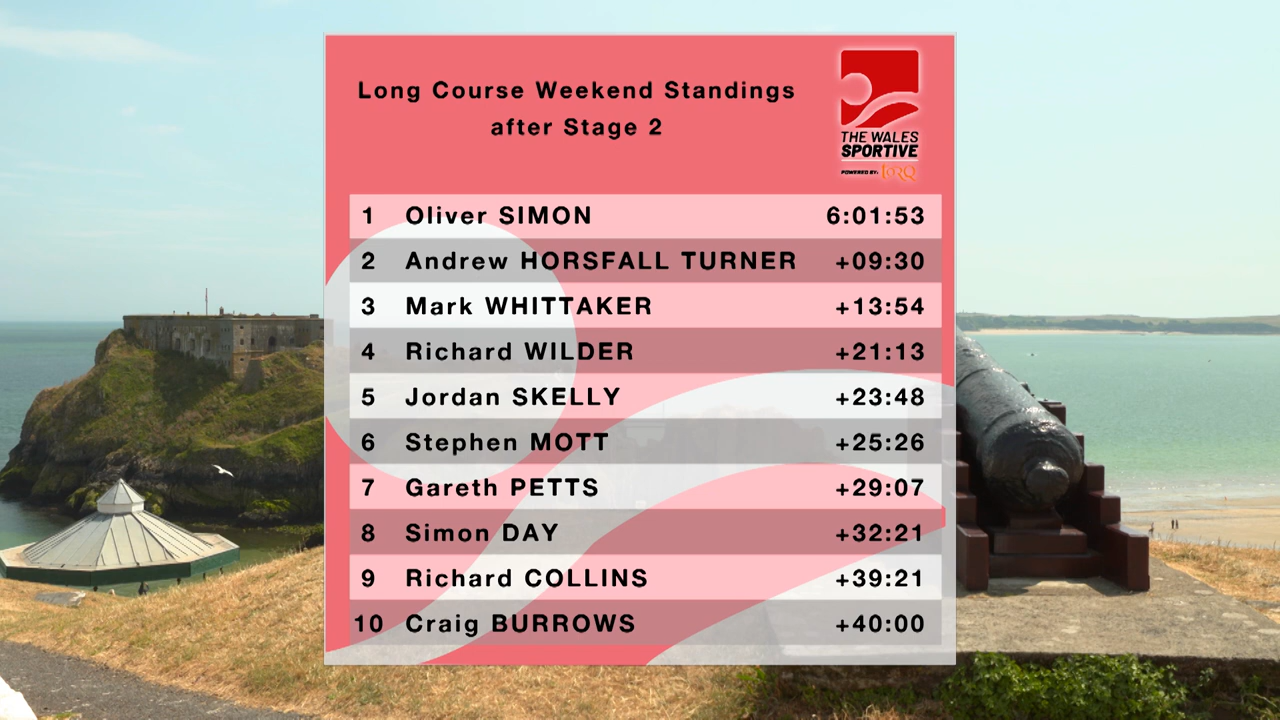 Long Course Weekend Standings
after Stage 2
THE WALES
SPORTIVE
POWERED BY: TORQ
1 Oliver SIMON 6:01:53
2 Andrew HORSFALL TURNER +09:30
3 Mark WHITTAKER +13:54
4 Richard WILDER +21:13
5 Jordan SKELLY +23:48
6 Stephen MOTT +25:26
7 Gareth PETTS +29:07
8 Simon DAY +32:21
9 Richard COLLINS +39:21
10 Craig BURROWS +40:00